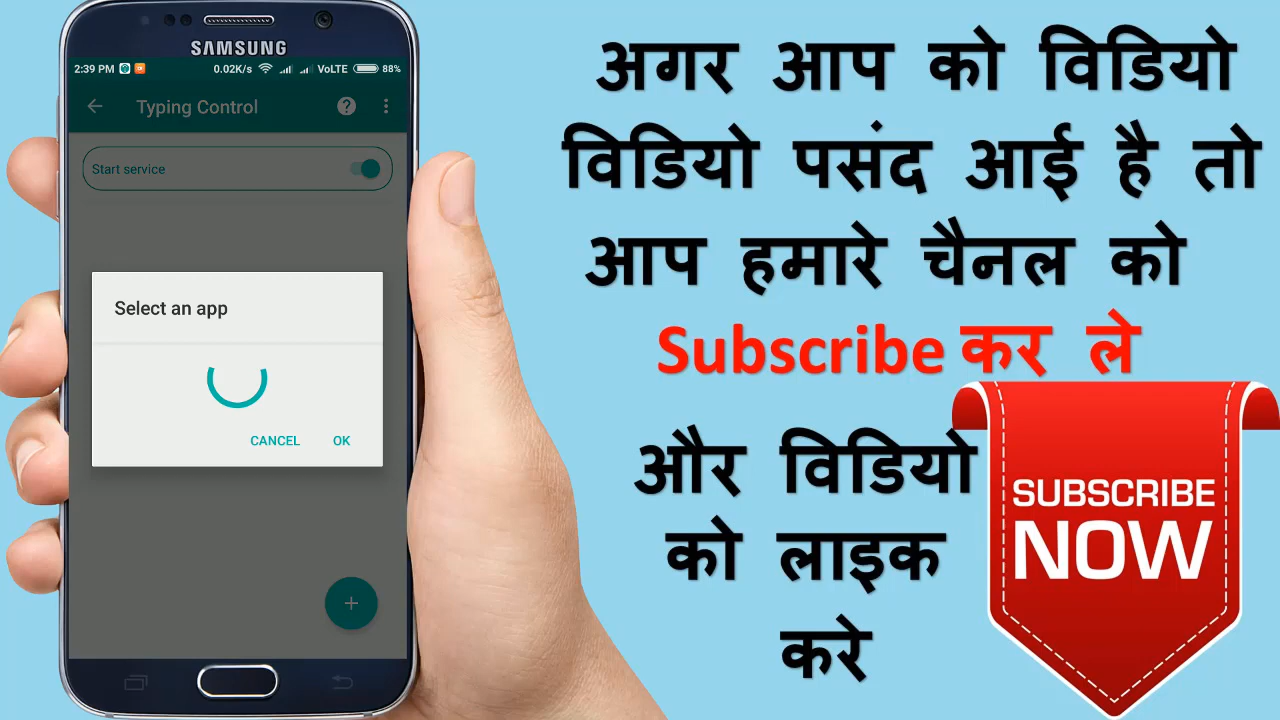 SAMSUNG
2:39 PM 0.02K/s VoLTE 88%
Typing Control
Start service
Select an app
CANCEL OK
अगर आप को विडियो
विडियो पसंद आई है तो
आप हमारे चैनल को
Subscribe कर ले
और विडियो
को लाइक
करे
SUBSCRIBE
NOW